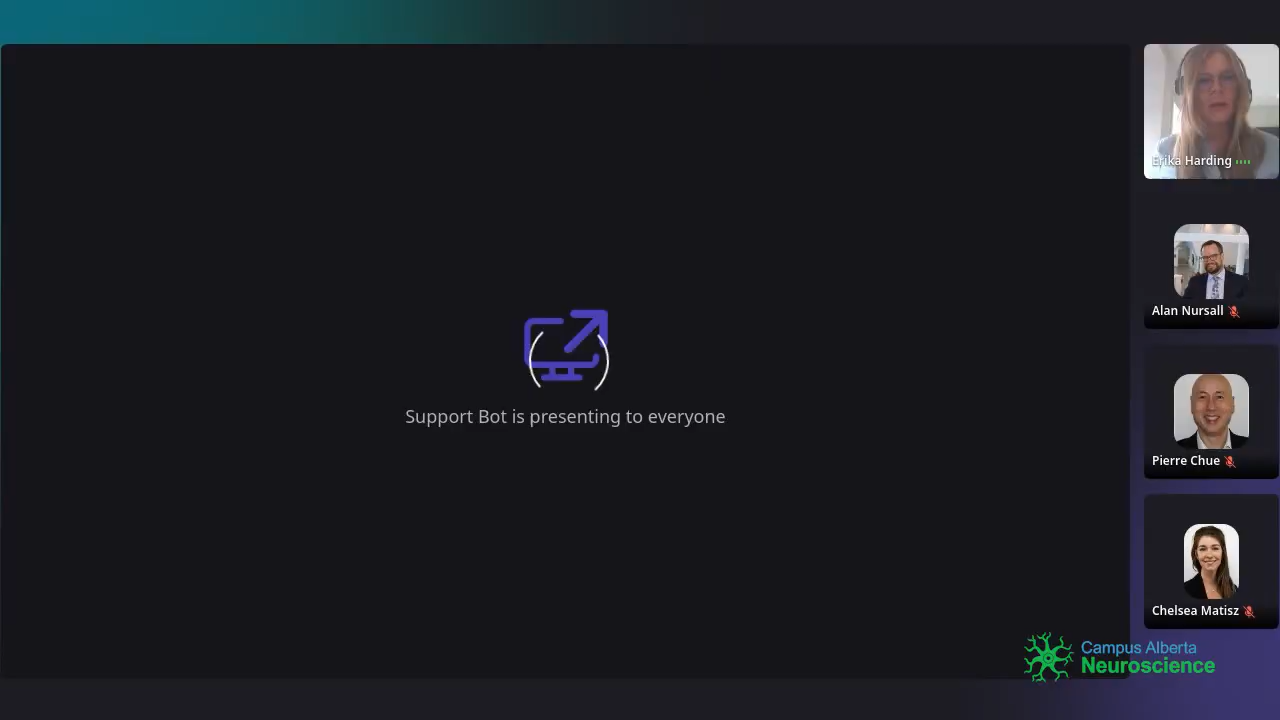 Erika Harding
Alan Nursall
Support Bot is presenting to everyone
Pierre Chue
Chelsea Matisz
Campus Alberta
Neuroscience